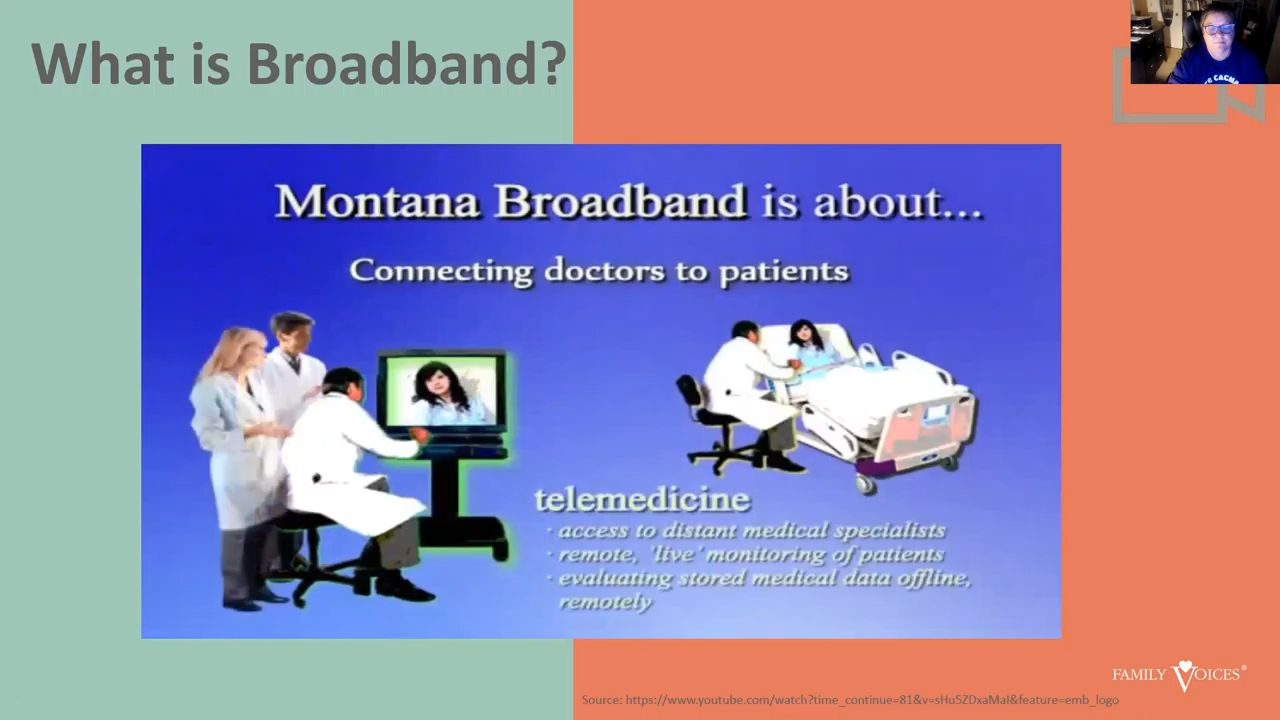 What is Broadband?
Montana Broadband is about...
Connecting doctors to patients
telemedicine
· access to distant medical specialists
· remote, 'live' monitoring of patients
· evaluating stored medical data offline,
remotely
FAMILY VOICES®
Source: https://www.youtube.com/watch?time_continue=81&v=sHu5ZDxaMaI&feature=emb_logo